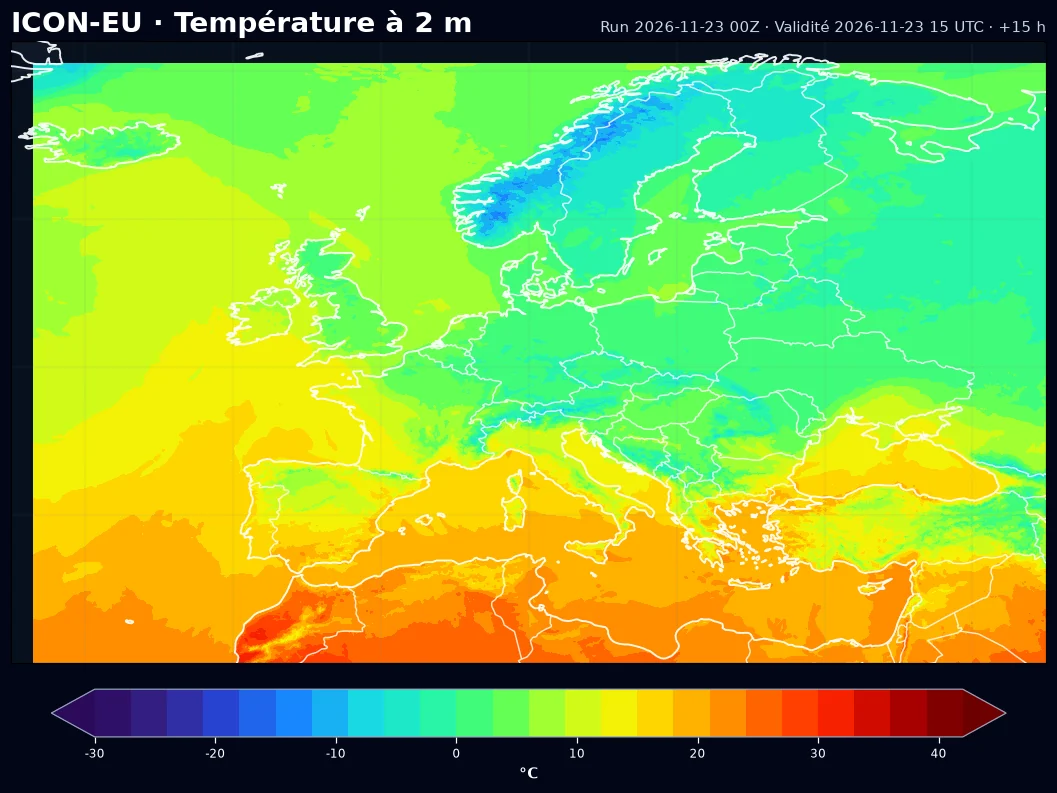 ICON-EU · Température à 2 m
Run 2026-11-23 00Z · Validité 2026-11-23 15 UTC · +15 h
-30 -20 -10 0 10 20 30 40
°C